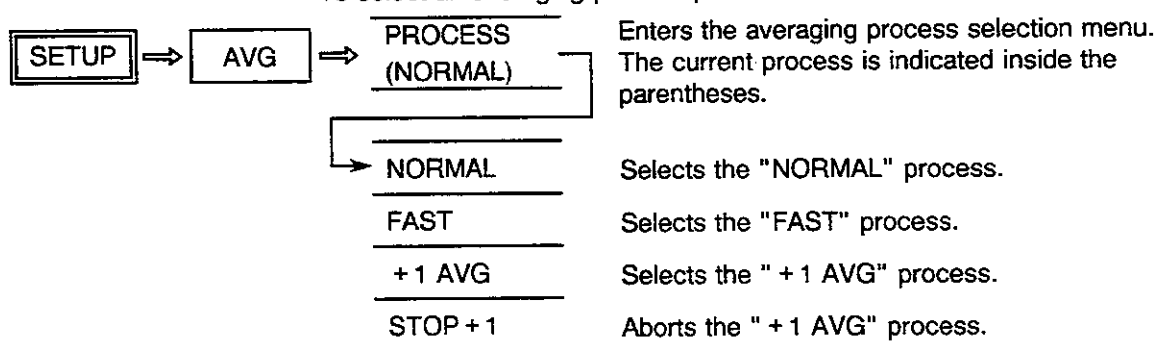 SETUP AVG PROCESS
(NORMAL)
Enters the averaging process selection menu.
The current process is indicated inside the
parentheses.
NORMAL Selects the "NORMAL" process.
FAST Selects the "FAST" process.
+1 AVG Selects the " +1 AVG" process.
STOP+1 Aborts the " +1 AVG" process.